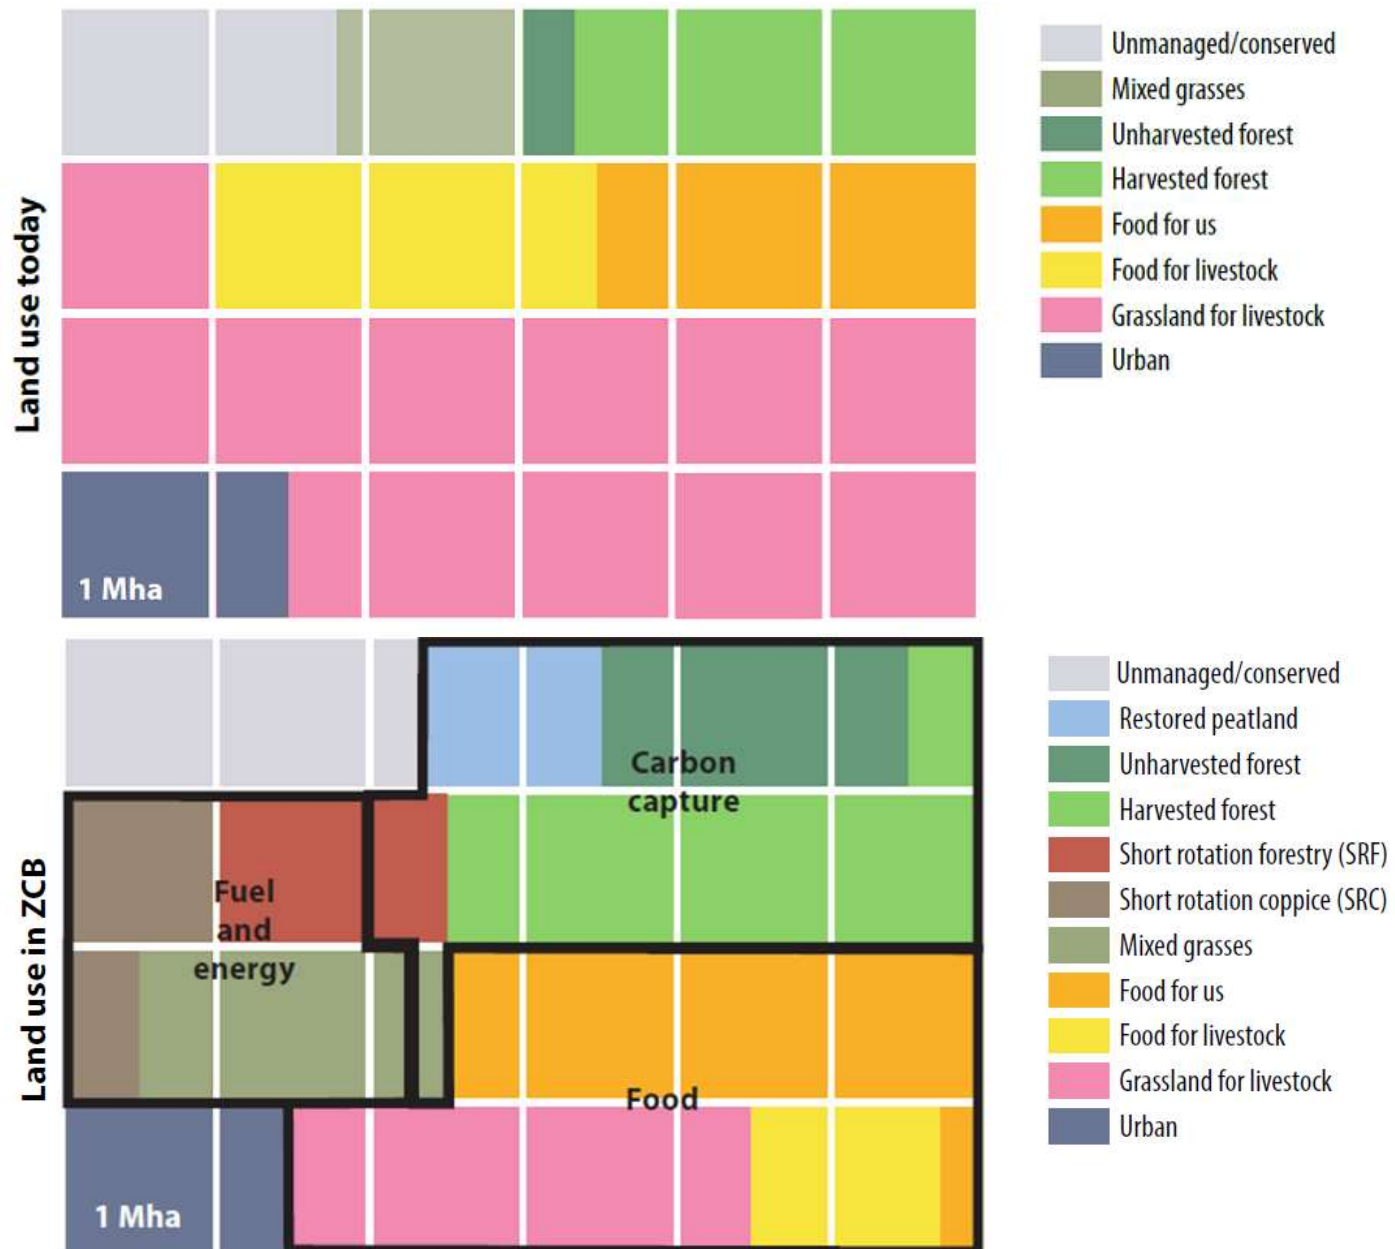 Land use today
1 Mha
Unmanaged/conserved
Mixed grasses
Unharvested forest
Harvested forest
Food for us
Food for livestock
Grassland for livestock
Urban
Land use in ZCB
Carbon
capture
Fuel
and
energy
Food
1 Mha
Unmanaged/conserved
Restored peatland
Unharvested forest
Harvested forest
Short rotation forestry (SRF)
Short rotation coppice (SRC)
Mixed grasses
Food for us
Food for livestock
Grassland for livestock
Urban